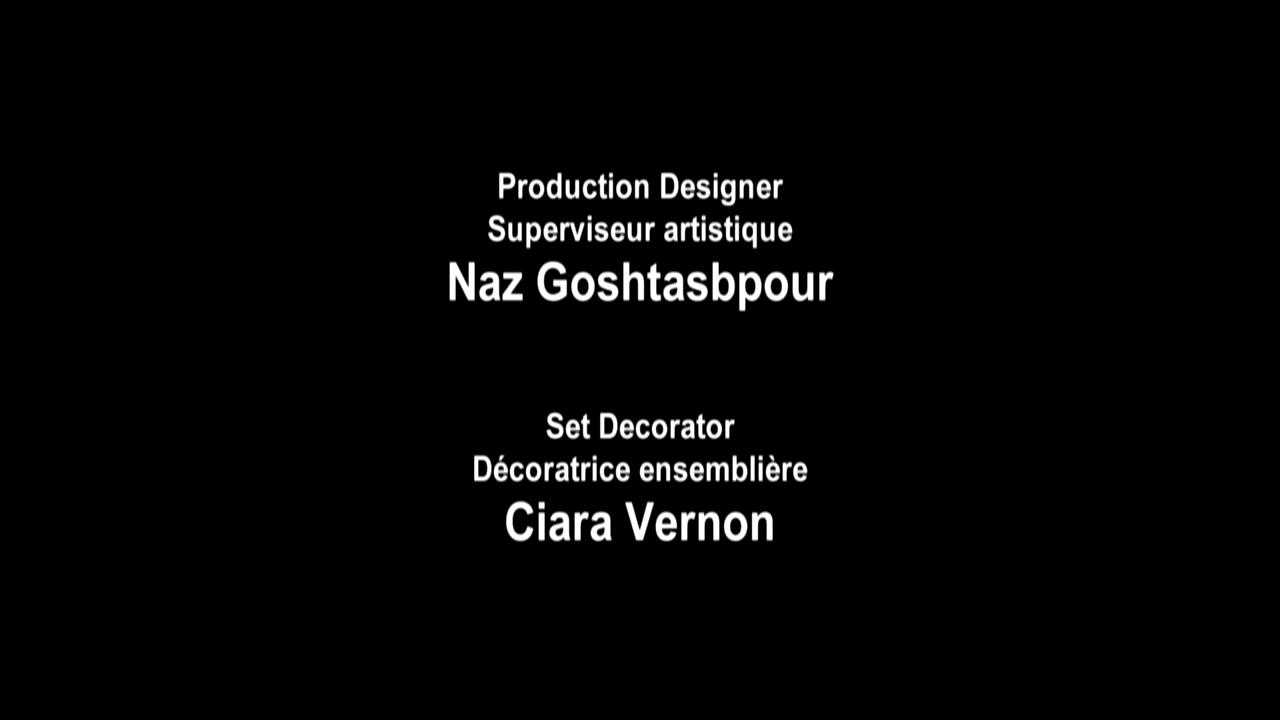 Production Designer
Superviseur artistique
Naz Goshtasbpour
Set Decorator
Décoratrice ensemblière
Ciara Vernon